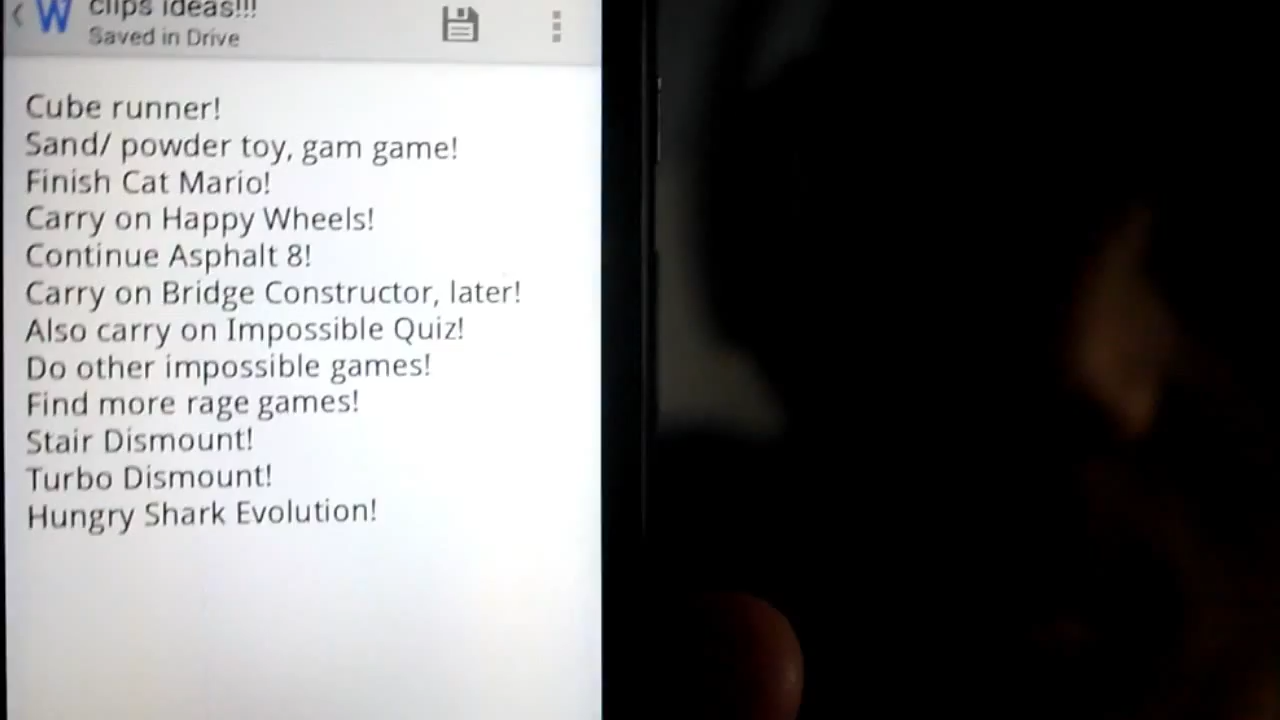 W clips ideas!!!
Saved in Drive
Cube runner!
Sand/ powder toy, gam game!
Finish Cat Mario!
Carry on Happy Wheels!
Continue Asphalt 8!
Carry on Bridge Constructor, later!
Also carry on Impossible Quiz!
Do other impossible games!
Find more rage games!
Stair Dismount!
Turbo Dismount!
Hungry Shark Evolution!